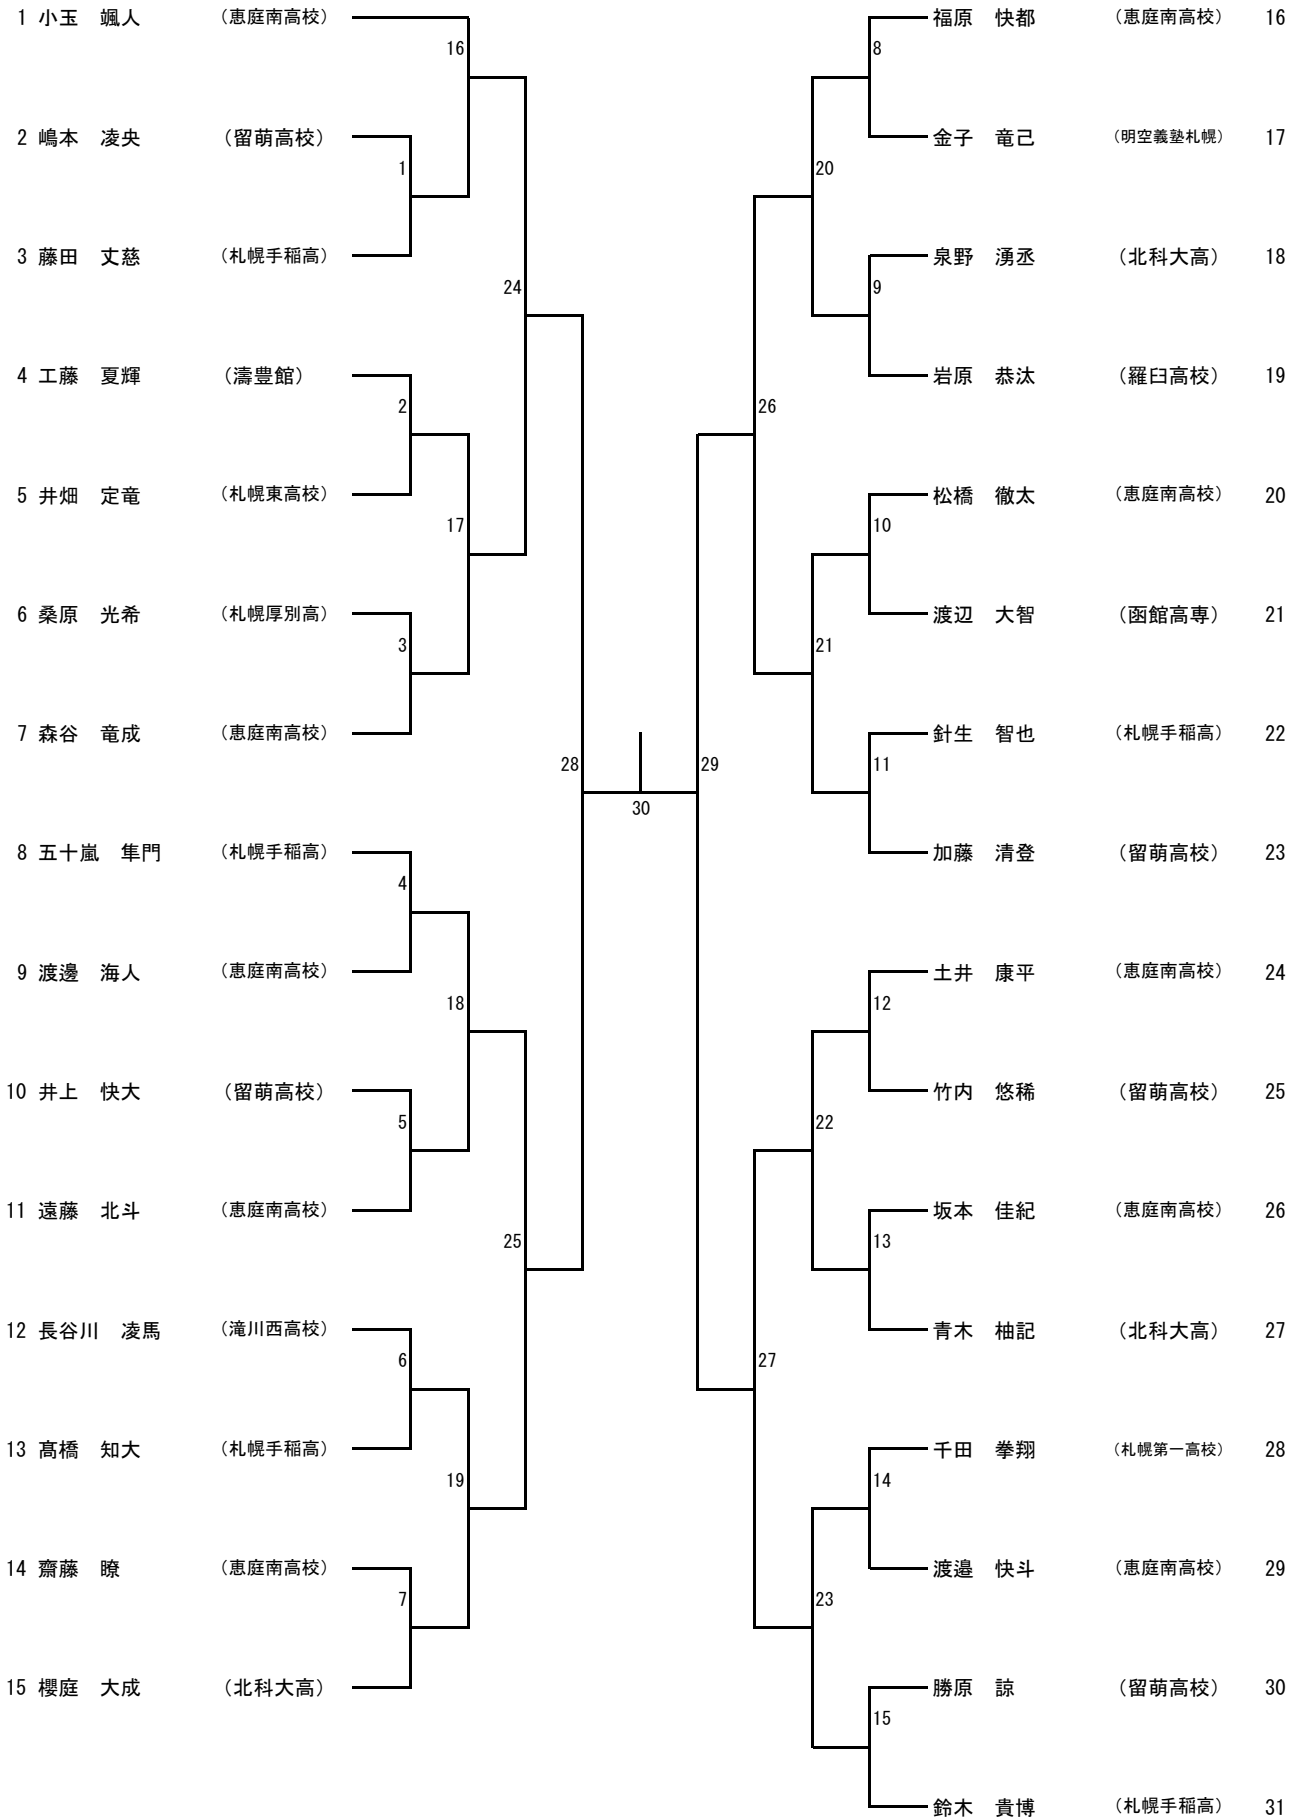 1 小玉　颯人 （恵庭南高校）
16
2 嶋本　凌央 （留萌高校）
1
3 藤田　丈慈 （札幌手稲高）
24
4 工藤　夏輝 （濤豊館）
2
5 井畑　定竜 （札幌東高校）
17
6 桑原　光希 （札幌厚別高）
3
7 森谷　竜成 （恵庭南高校）
28
8 五十嵐　隼門 （札幌手稲高）
4
9 渡邊　海人 （恵庭南高校）
18
10 井上　快大 （留萌高校）
5
11 遠藤　北斗 （恵庭南高校）
25
12 長谷川　凌馬 （滝川西高校）
6
13 髙橋　知大 （札幌手稲高）
19
14 齋藤　瞭 （恵庭南高校）
7
15 櫻庭　大成 （北科大高）
30
福原　快都 （恵庭南高校） 16
8
金子　竜己 （明空義塾札幌） 17
20
泉野　湧丞 （北科大高） 18
9
岩原　恭汰 （羅臼高校） 19
26
松橋　徹太 （恵庭南高校） 20
10
渡辺　大智 （函館高専） 21
21
針生　智也 （札幌手稲高） 22
29
11
加藤　清登 （留萌高校） 23
土井　康平 （恵庭南高校） 24
12
竹内　悠稀 （留萌高校） 25
22
坂本　佳紀 （恵庭南高校） 26
13
青木　柚記 （北科大高） 27
27
千田　拳翔 （札幌第一高校） 28
14
渡邉　快斗 （恵庭南高校） 29
23
勝原　諒 （留萌高校） 30
15
鈴木　貴博 （札幌手稲高） 31